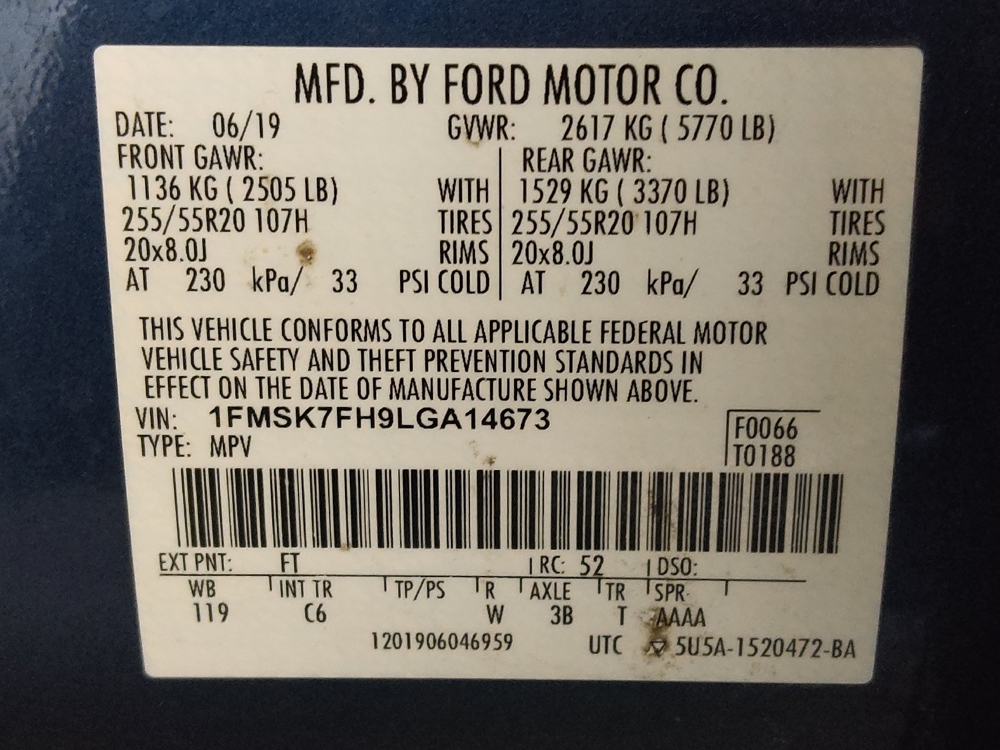 MFD. BY FORD MOTOR CO.
DATE: 06/19 GVWR: 2617 KG ( 5770 LB)
FRONT GAWR: REAR GAWR:
1136 KG ( 2505 LB) WITH 1529 KG ( 3370 LB) WITH
255/55R20 107H TIRES 255/55R20 107H TIRES
20x8.0J RIMS 20x8.0J RIMS
AT 230 kPa/ 33 PSI COLD AT 230 kPa/ 33 PSI COLD
THIS VEHICLE CONFORMS TO ALL APPLICABLE FEDERAL MOTOR
VEHICLE SAFETY AND THEFT PREVENTION STANDARDS IN
EFFECT ON THE DATE OF MANUFACTURE SHOWN ABOVE.
VIN: 1FMSK7FH9LGA14673
F0066
TYPE: MPV
T0188
EXT PNT: FT RC: 52 DSO:
WB INT TR TP/PS R AXLE TR SPR
119 C6 W 3B T AAAA
1201906046959 UTC 5U5A-1520472-BA